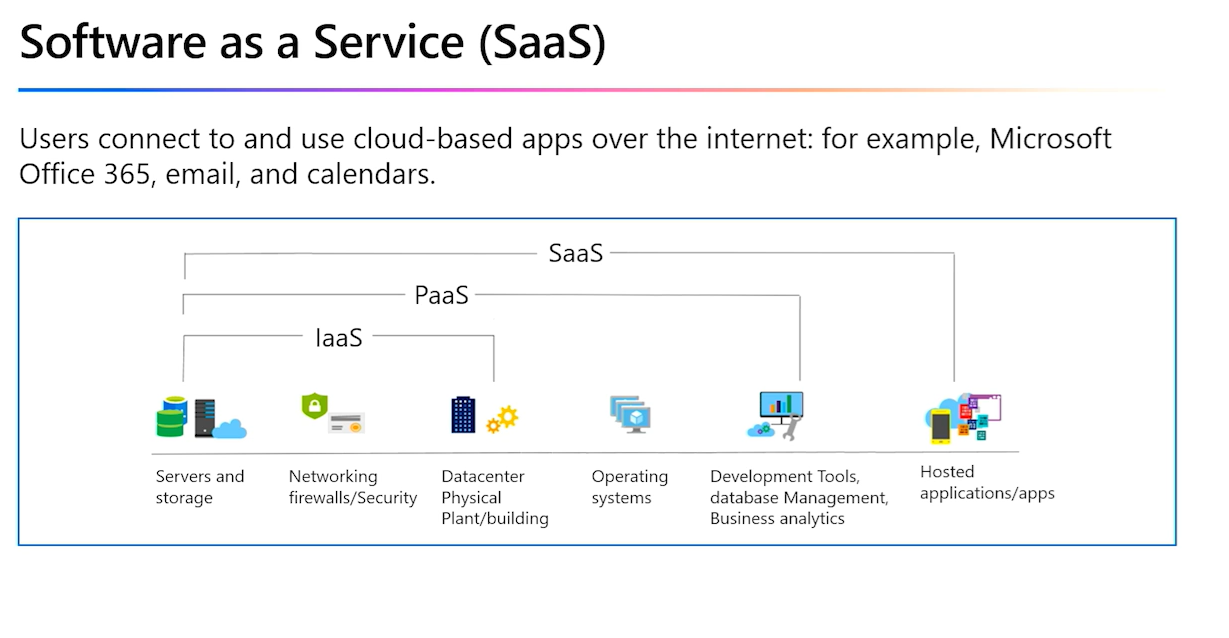 Software as a Service (SaaS)
Users connect to and use cloud-based apps over the internet: for example, Microsoft
Office 365, email, and calendars.
SaaS
PaaS
IaaS
Servers and
storage
Networking
firewalls/Security
Datacenter
Physical
Plant/building
Operating
systems
Development Tools,
database Management,
Business analytics
Hosted
applications/apps